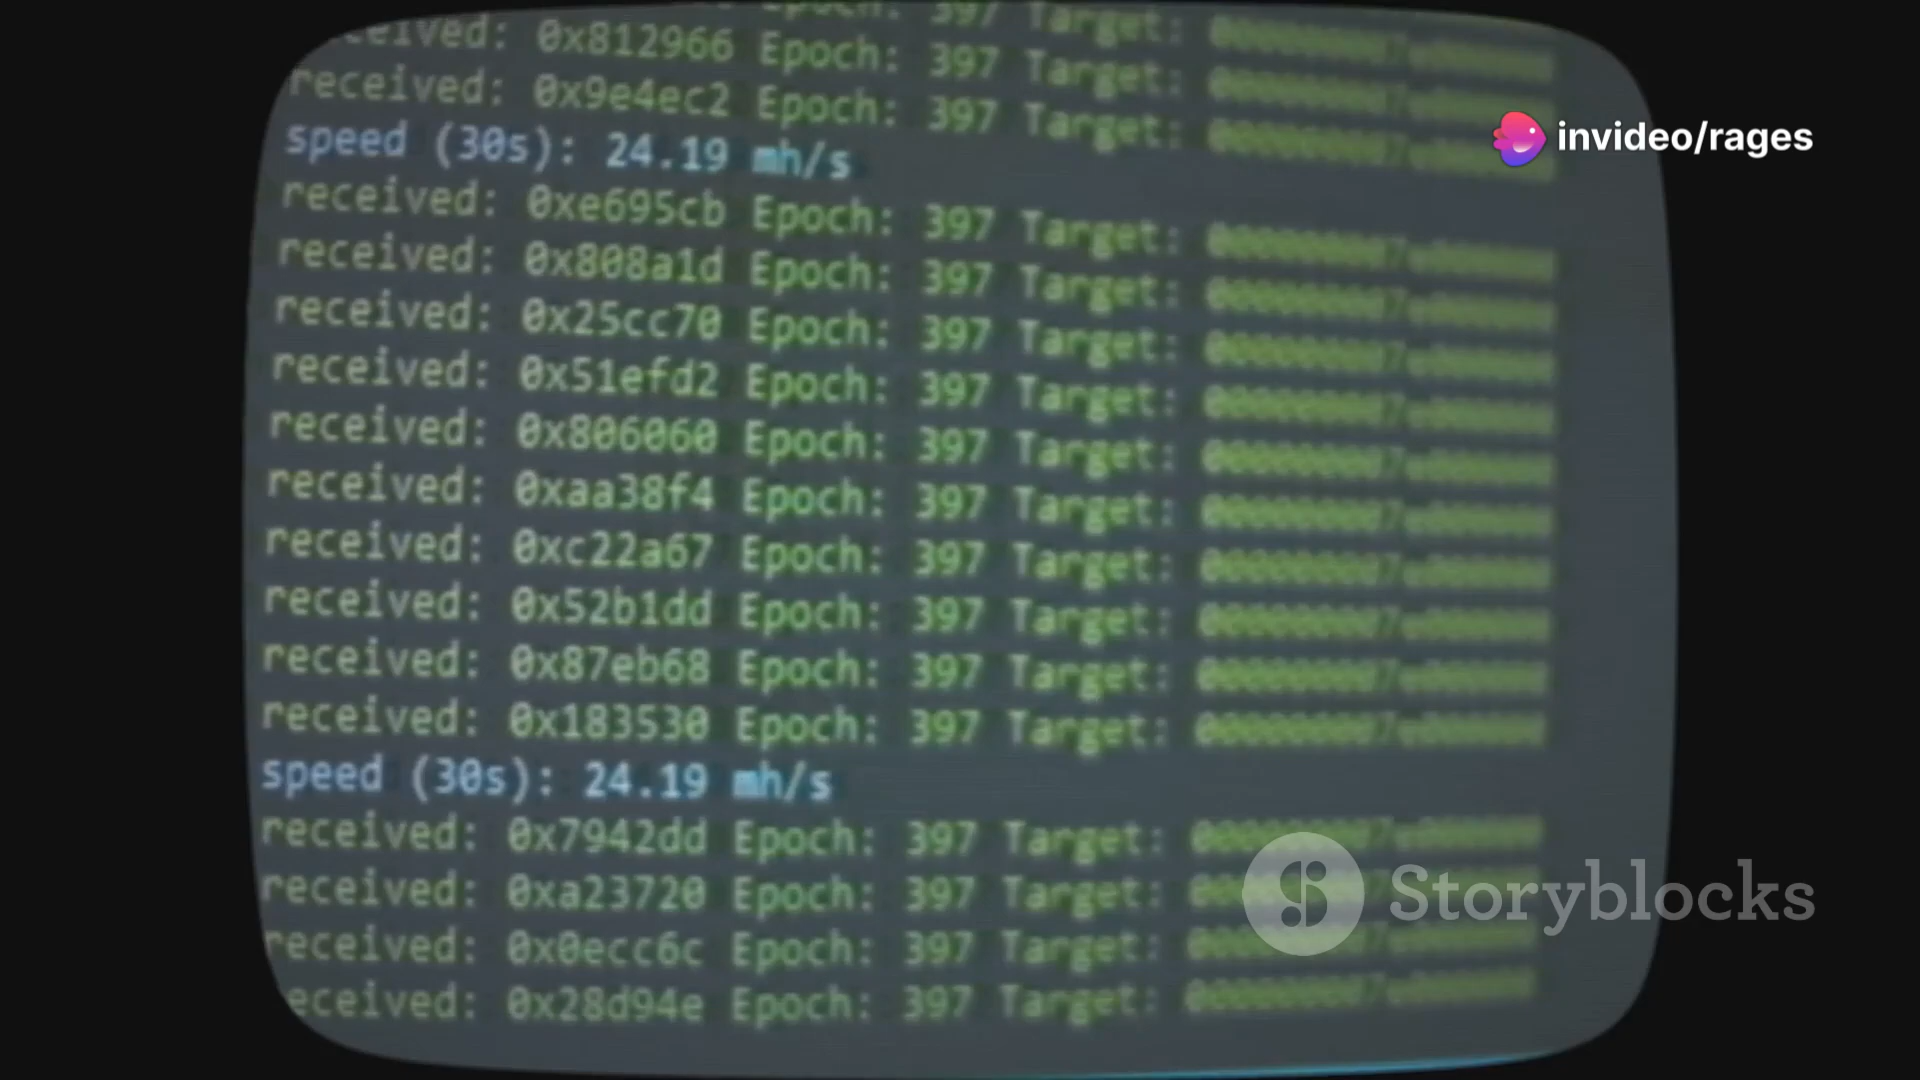 Epoch: 397 Target:
received: 0x812966 Epoch: 397 Target:
received: 0x9e4ec2 Epoch: 397 Target:
speed (30s): 24.19 mh/s
received: 0xe695cb Epoch: 397 Target:
received: 0x808a1d Epoch: 397 Target:
received: 0x25cc70 Epoch: 397 Target:
received: 0x51efd2 Epoch: 397 Target:
received: 0x806060 Epoch: 397 Target:
received: 0xaa38f4 Epoch: 397 Target:
received: 0xc22a67 Epoch: 397 Target:
received: 0x52b1dd Epoch: 397 Target:
received: 0x87eb68 Epoch: 397 Target:
received: 0x183530 Epoch: 397 Target:
speed (30s): 24.19 mh/s
received: 0x7942dd Epoch: 397 Target:
received: 0xa23720 Epoch: 397 Target:
received: 0x0ecc6c Epoch: 397 Target:
eceived: 0x28d94e Epoch: 397 Target:
invideo/rages
Storyblocks